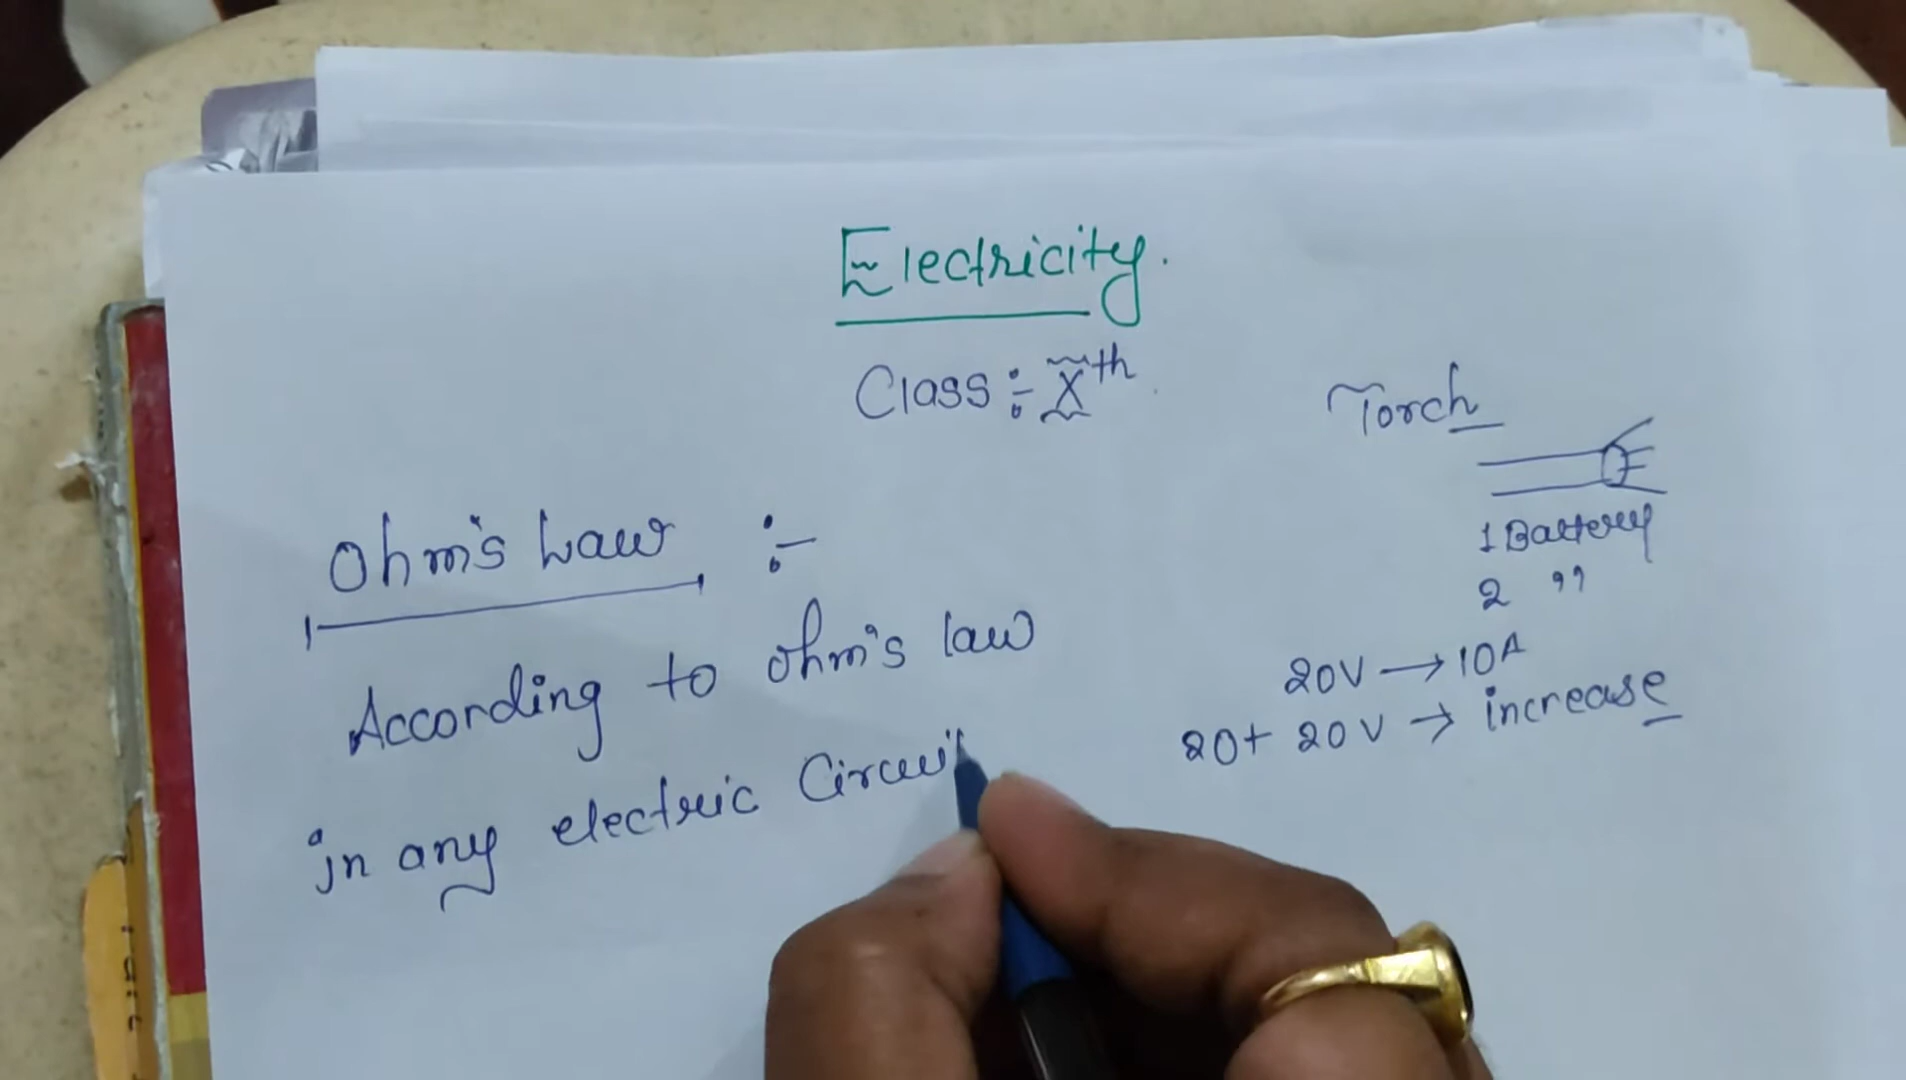 Electricity.
Class :- Xth
Torch
1 Battery
2 ,,
Ohm's Law :-
According to ohm's law
in any electric Circuit
20V → 10A
20+ 20V → increase